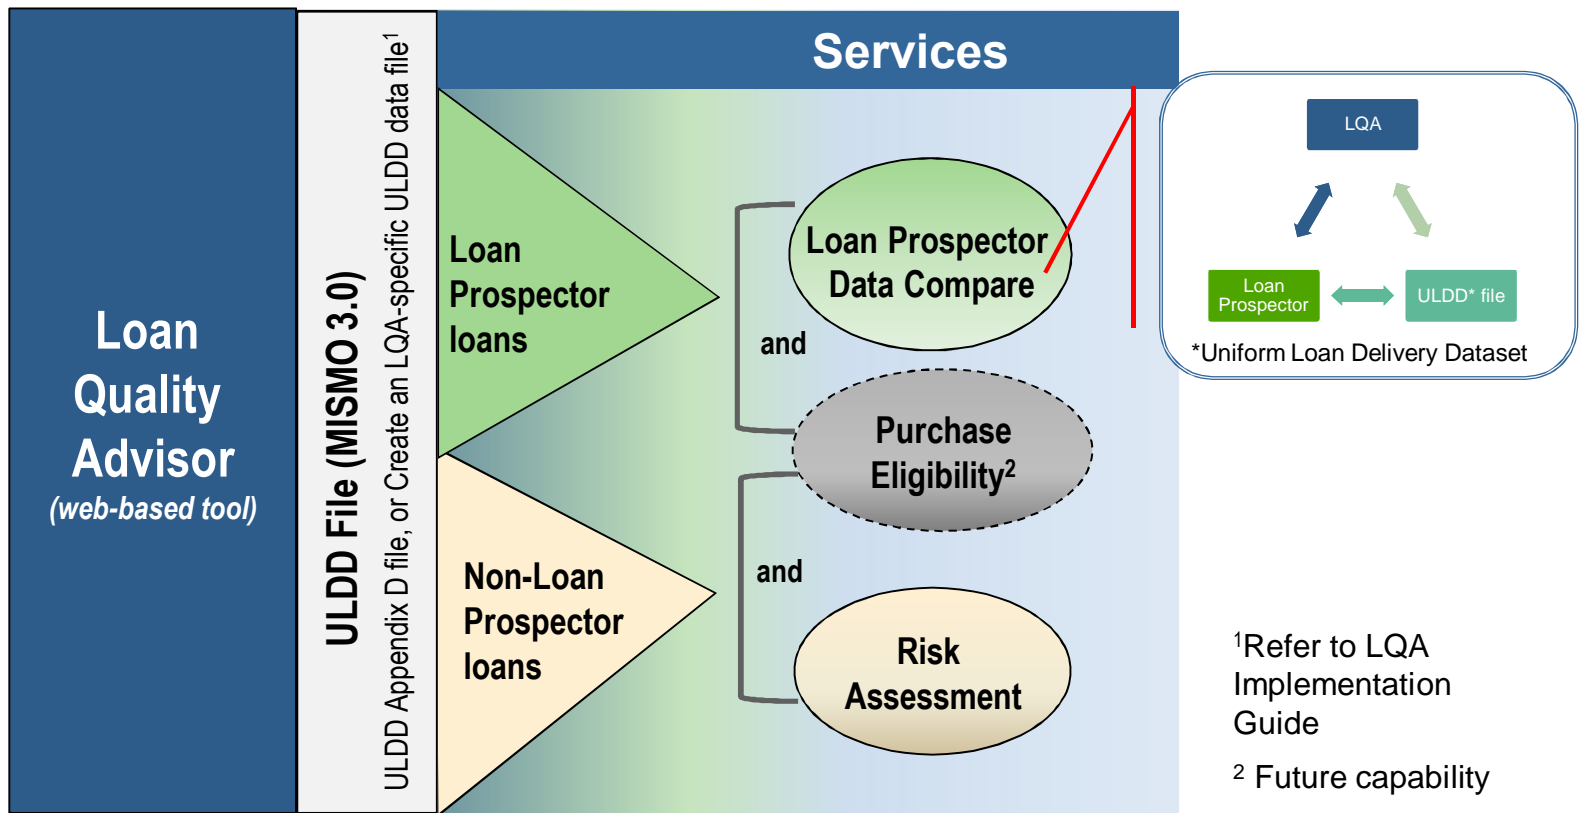 Services
Loan
Quality
Advisor
(web-based tool)
ULDD File (MISMO 3.0)
ULDD Appendix D file, or Create an LQA-specific ULDD data file¹
Loan
Prospector
loans
Non-Loan
Prospector
loans
and
and
Loan Prospector
Data Compare
Purchase
Eligibility²
Risk
Assessment
LQA
Loan
Prospector
ULDD* file
*Uniform Loan Delivery Dataset
¹Refer to LQA
Implementation
Guide
² Future capability